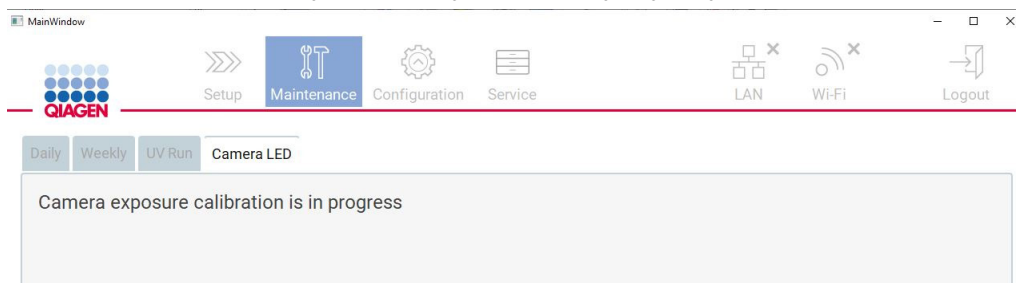 MainWindow
QIAGEN
Setup
Maintenance
Configuration
Service
LAN
Wi-Fi
Logout
Daily
Weekly
UV Run
Camera LED
Camera exposure calibration is in progress